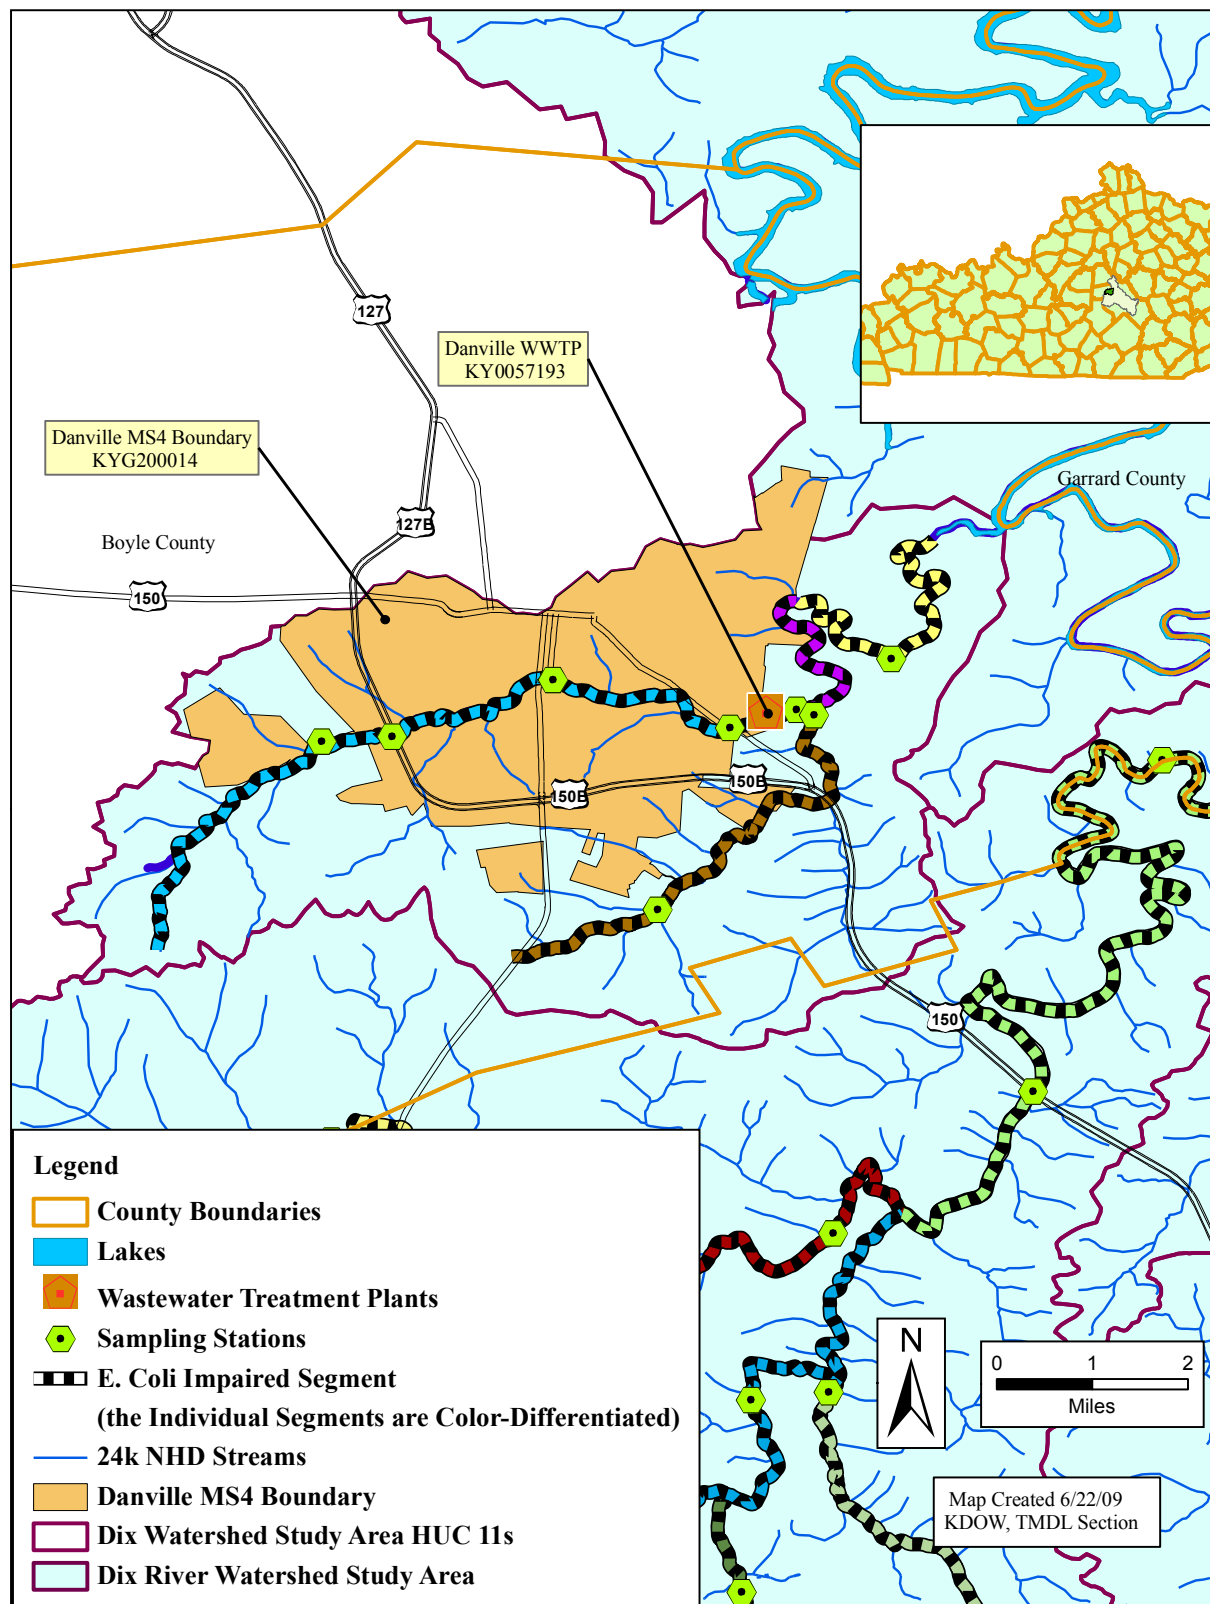 127
Danville WWTP
KY0057193
Danville MS4 Boundary
KYG200014
Garrard County
127B
Boyle County
150
150B
150B
150
Legend
County Boundaries
Lakes
Wastewater Treatment Plants
Sampling Stations
E. Coli Impaired Segment
(the Individual Segments are Color-Differentiated)
24k NHD Streams
Danville MS4 Boundary
Dix Watershed Study Area HUC 11s
Dix River Watershed Study Area
N
0 1 2
Miles
Map Created 6/22/09
KDOW, TMDL Section